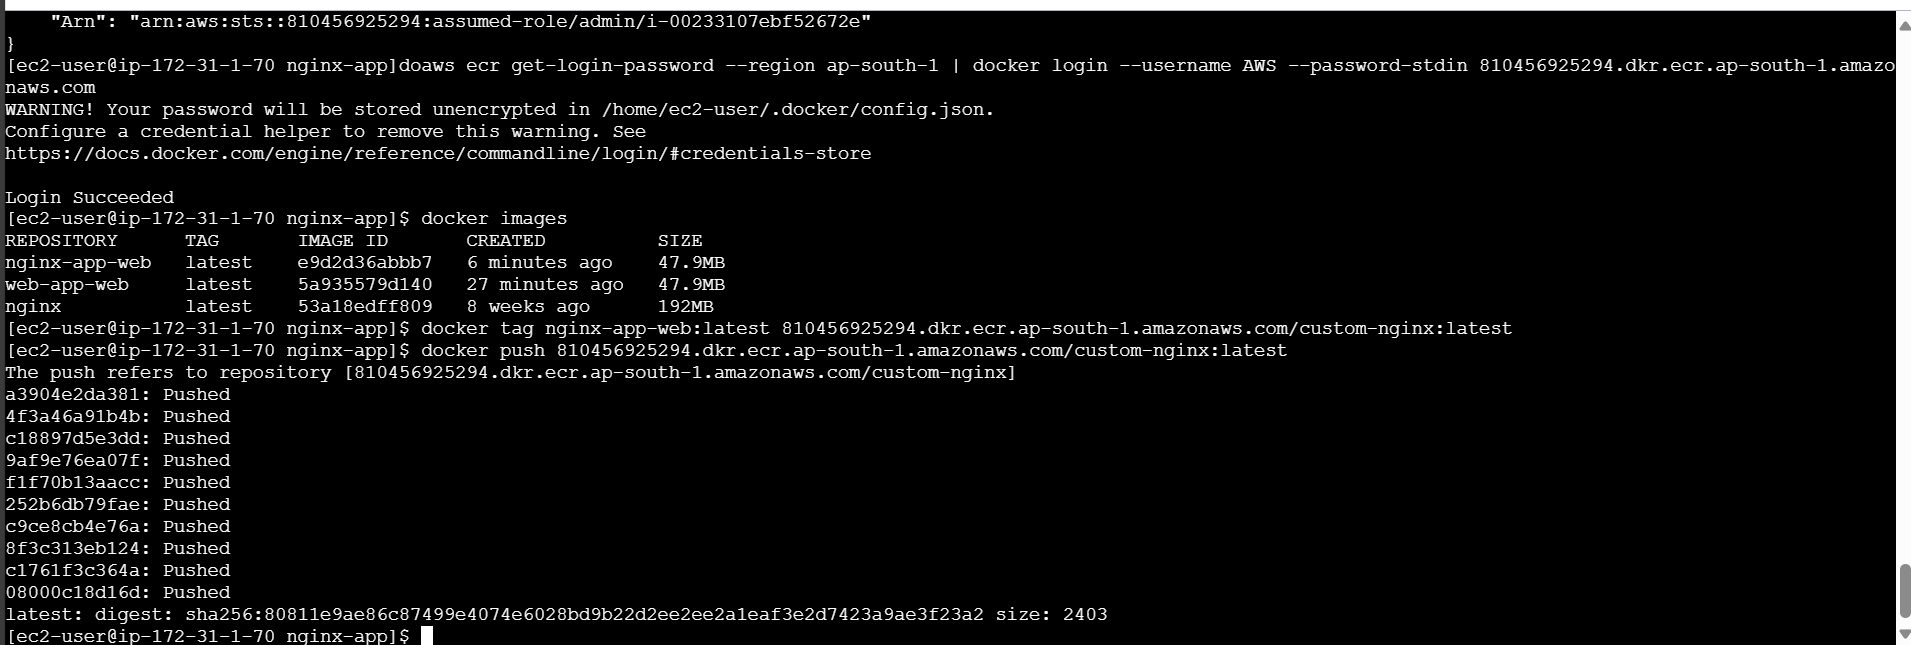 "Arn": "arn:aws:sts::810456925294:assumed-role/admin/i-00233107ebf52672e"
}
[ec2-user@ip-172-31-1-70 nginx-app]doaws ecr get-login-password --region ap-south-1 | docker login --username AWS --password-stdin 810456925294.dkr.ecr.ap-south-1.amazo
naws.com
WARNING! Your password will be stored unencrypted in /home/ec2-user/.docker/config.json.
Configure a credential helper to remove this warning. See
https://docs.docker.com/engine/reference/commandline/login/#credentials-store
Login Succeeded
[ec2-user@ip-172-31-1-70 nginx-app]$ docker images
REPOSITORY TAG IMAGE ID CREATED SIZE
nginx-app-web latest e9d2d36abbb7 6 minutes ago 47.9MB
web-app-web latest 5a935579d140 27 minutes ago 47.9MB
nginx latest 53a18edff809 8 weeks ago 192MB
[ec2-user@ip-172-31-1-70 nginx-app]$ docker tag nginx-app-web:latest 810456925294.dkr.ecr.ap-south-1.amazonaws.com/custom-nginx:latest
[ec2-user@ip-172-31-1-70 nginx-app]$ docker push 810456925294.dkr.ecr.ap-south-1.amazonaws.com/custom-nginx:latest
The push refers to repository [810456925294.dkr.ecr.ap-south-1.amazonaws.com/custom-nginx]
a3904e2da381: Pushed
4f3a46a91b4b: Pushed
c18897d5e3dd: Pushed
9af9e76ea07f: Pushed
f1f70b13aacc: Pushed
252b6db79fae: Pushed
c9ce8cb4e76a: Pushed
8f3c313eb124: Pushed
c1761f3c364a: Pushed
08000c18d16d: Pushed
latest: digest: sha256:80811e9ae86c87499e4074e6028bd9b22d2ee2ee2a1eaf3e2d7423a9ae3f23a2 size: 2403
[ec2-user@ip-172-31-1-70 nginx-app]$